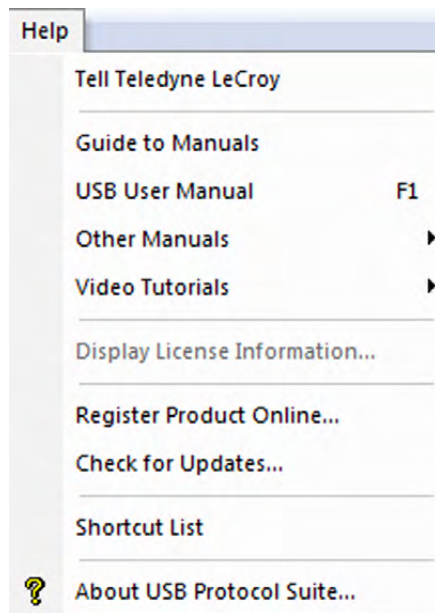 Help
Tell Teledyne LeCroy
Guide to Manuals
USB User Manual F1
Other Manuals
Video Tutorials
Display License Information...
Register Product Online...
Check for Updates...
Shortcut List
About USB Protocol Suite...